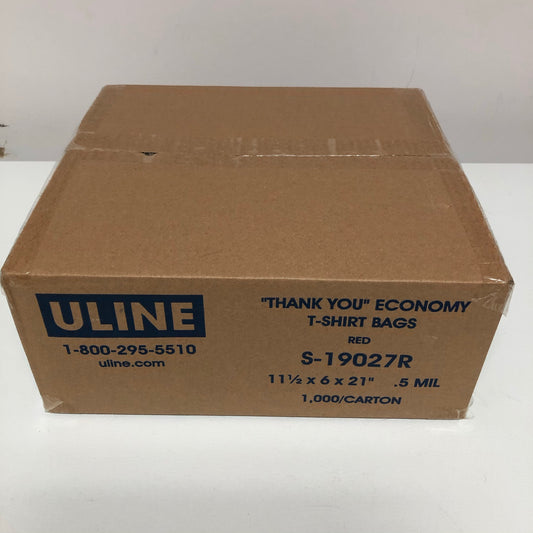 ULINE
1-800-295-5510
uline.com
"THANK YOU" ECONOMY
T-SHIRT BAGS
RED
S-19027R
11½ x 6 x 21" .5 MIL
1,000/CARTON